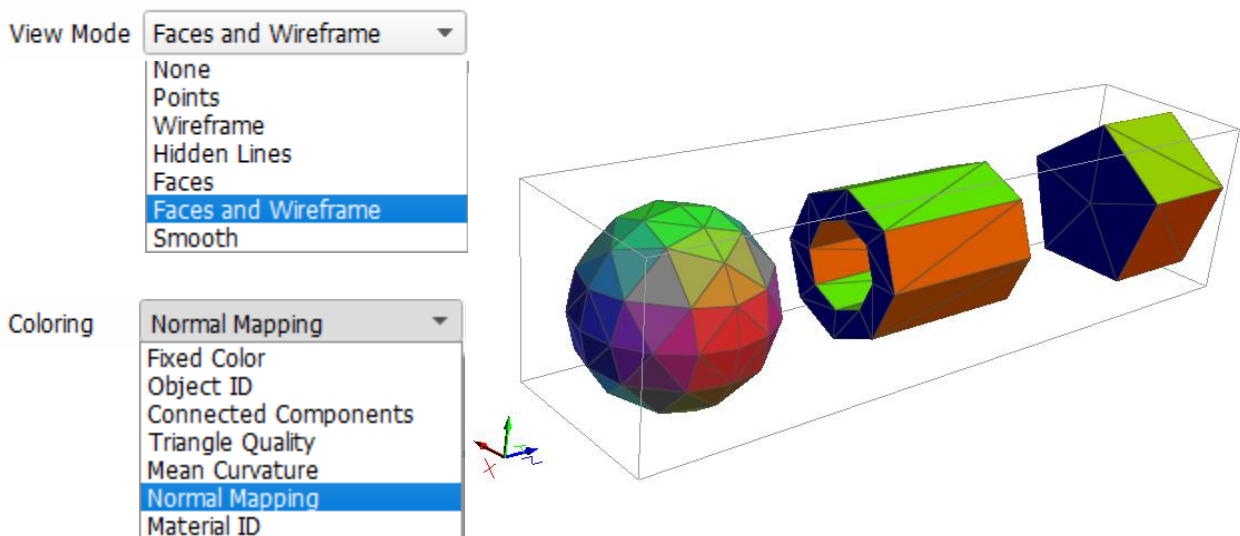 View Mode Faces and Wireframe
None
Points
Wireframe
Hidden Lines
Faces
Faces and Wireframe
Smooth
Coloring Normal Mapping
Fixed Color
Object ID
Connected Components
Triangle Quality
Mean Curvature
Normal Mapping
Material ID
X Y Z